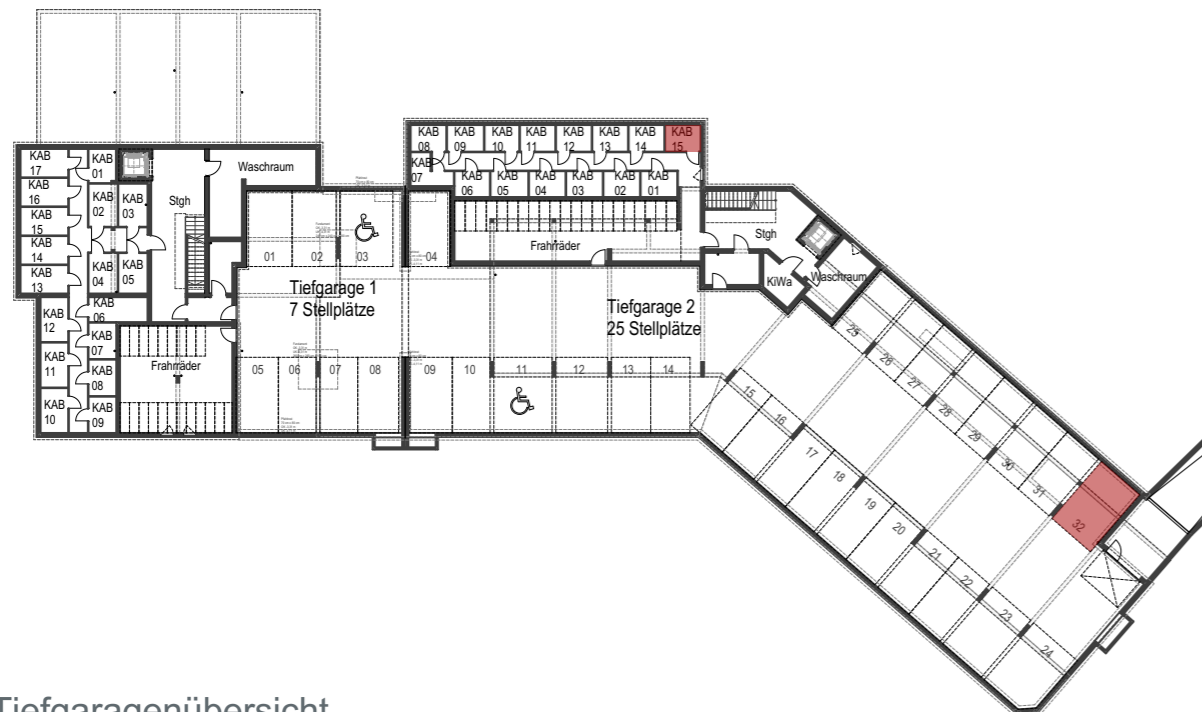 KAB
08
KAB
09
KAB
10
KAB
11
KAB
12
KAB
13
KAB
14
KAB
15
KAB
07
KAB
06
KAB
05
KAB
04
KAB
03
KAB
02
KAB
01
KAB
17
KAB
01
KAB
16
KAB
02
KAB
03
KAB
15
KAB
14
KAB
04
KAB
05
KAB
13
KAB
06
KAB
12
KAB
07
KAB
11
KAB
08
KAB
10
KAB
09
Waschraum
Stgh
Frahrräder
Frahrräder
Stgh
KiWa
Waschraum
01
02
03
04
Tiefgarage 1
7 Stellplätze
Tiefgarage 2
25 Stellplätze
05
06
07
08
09
10
11
12
13
14
15
16
17
18
19
20
21
22
23
24
25
26
27
28
29
30
31
32
Tiefgaragenübersicht